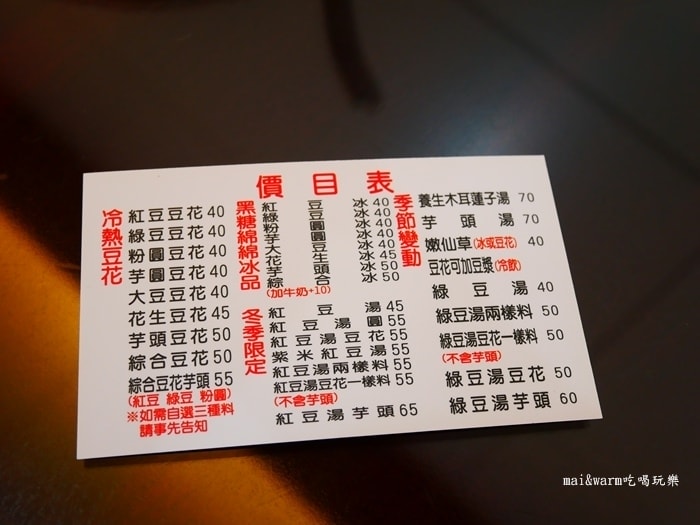 價目表
冷熱豆花
紅豆豆花 40
綠豆豆花 40
粉圓豆花 40
芋圓豆花 40
大豆豆花 40
花生豆花 45
芋頭豆花 50
綜合豆花 50
綜合豆花芋頭 55
(紅豆 綠豆 粉圓)
※如需自選三種料
請事先告知
黑糖綿綿冰品
紅豆冰 40
綠豆冰 40
粉圓冰 40
芋圓冰 40
大豆冰 40
花生冰 45
芋頭冰 50
綜合冰 50
(加牛奶+10)
冬季限定
紅豆湯 45
紅豆湯圓 55
紅豆湯豆花 55
紫米紅豆湯 55
紅豆湯兩樣料 55
紅豆湯豆花一樣料 55
(不含芋頭)
紅豆湯芋頭 65
季節變動
養生木耳蓮子湯 70
芋頭湯 70
嫩仙草(冰或豆花) 40
豆花可加豆漿(冷飲)
綠豆湯 40
綠豆湯兩樣料 50
綠豆湯豆花一樣料 50
(不含芋頭)
綠豆湯豆花 50
綠豆湯芋頭 60
mai&warm吃喝玩樂